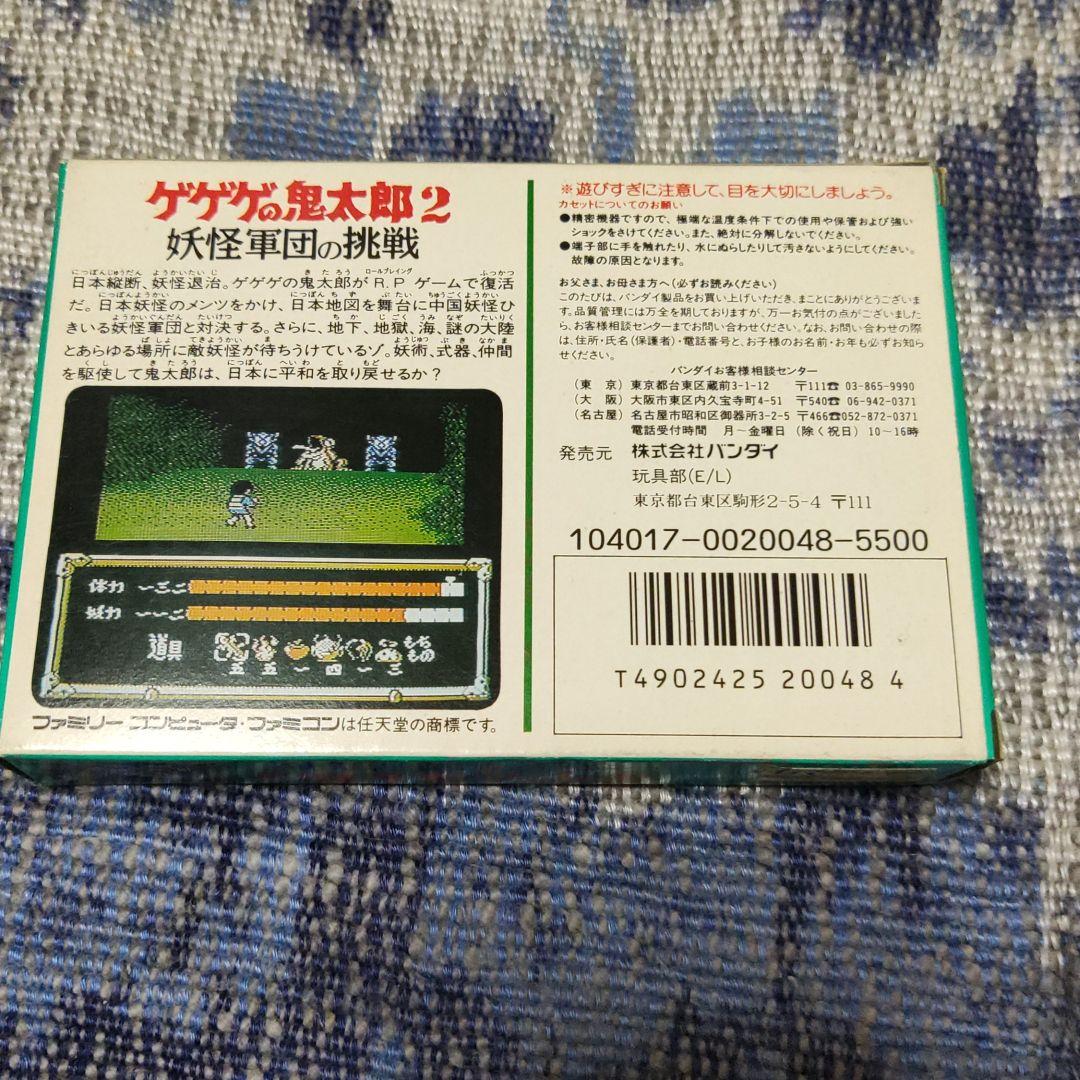 ゲゲゲの鬼太郎2
妖怪軍団の挑戦
日本縦断、妖怪退治。ゲゲゲの鬼太郎がR.Pゲームで復活
だ。日本妖怪のメンツをかけ、日本地図を舞台に中国妖怪ひ
きいる妖怪軍団と対決する。さらに、地下、地獄、海、謎の大陸
とあらゆる場所に敵妖怪が待ちうけているゾ。妖術、武器、仲間
を駆使して鬼太郎は、日本に平和を取り戻せるか?
体力 一三二
妖力 一一二
道具
もち
もの
五 五 一 四 一 三
ファミリー コンピュータ・ファミコンは任天堂の商標です。
※遊びすぎに注意して、目を大切にしましょう。
カセットについてのお願い
●精密機器ですので、極端な温度条件下での使用や保管および強い
ショックをさけてください。また、絶対に分解しないでください。
●端子部に手を触れたり、水にぬらしたりして汚さないようにしてください。
故障の原因となります。
お父さま、お母さま方へ(必ずお読みください)
このたびは、バンダイ製品をお買い上げいただき、まことにありがとうございま
す。品質管理には万全を期しておりますが、万一お気付の点がございました
ら、お客様相談センターまでお問い合わせください。なお、お問い合わせの際
は、住所・氏名(保護者)・電話番号と、お子様のお名前・お年も必ずお知ら
せください。
バンダイお客様相談センター
(東 京) 東京都台東区蔵前3-1-12 〒111☎ 03-865-9990
(大 阪) 大阪市東区内久宝寺町4-51 〒540☎ 06-942-0371
(名古屋) 名古屋市昭和区御器所3-2-5 〒466☎052-872-0371
電話受付時間 月〜金曜日 (除く祝日) 10〜16時
発売元 株式会社バンダイ
玩具部(E/L)
東京都台東区駒形2-5-4 〒111
104017-0020048-5500
T4902425 20048 4